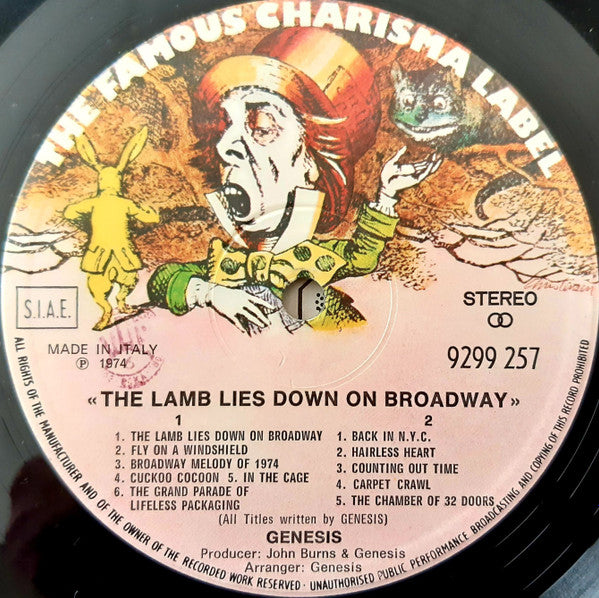 THE FAMOUS CHARISMA LABEL
S.I.A.E.
STEREO
MADE IN ITALY
℗ 1974
9299 257
«THE LAMB LIES DOWN ON BROADWAY»
1
1. THE LAMB LIES DOWN ON BROADWAY
2. FLY ON A WINDSHIELD
3. BROADWAY MELODY OF 1974
4. CUCKOO COCOON 5. IN THE CAGE
6. THE GRAND PARADE OF
LIFELESS PACKAGING
2
1. BACK IN N.Y.C.
2. HAIRLESS HEART
3. COUNTING OUT TIME
4. CARPET CRAWL
5. THE CHAMBER OF 32 DOORS
(All Titles written by GENESIS)
GENESIS
Producer: John Burns & Genesis
Arranger: Genesis
ALL RIGHTS OF THE MANUFACTURER AND OF THE OWNER OF THE RECORDED WORK RESERVED - UNAUTHORISED PUBLIC PERFORMANCE, BROADCASTING AND COPYING OF THIS RECORD PROHIBITED